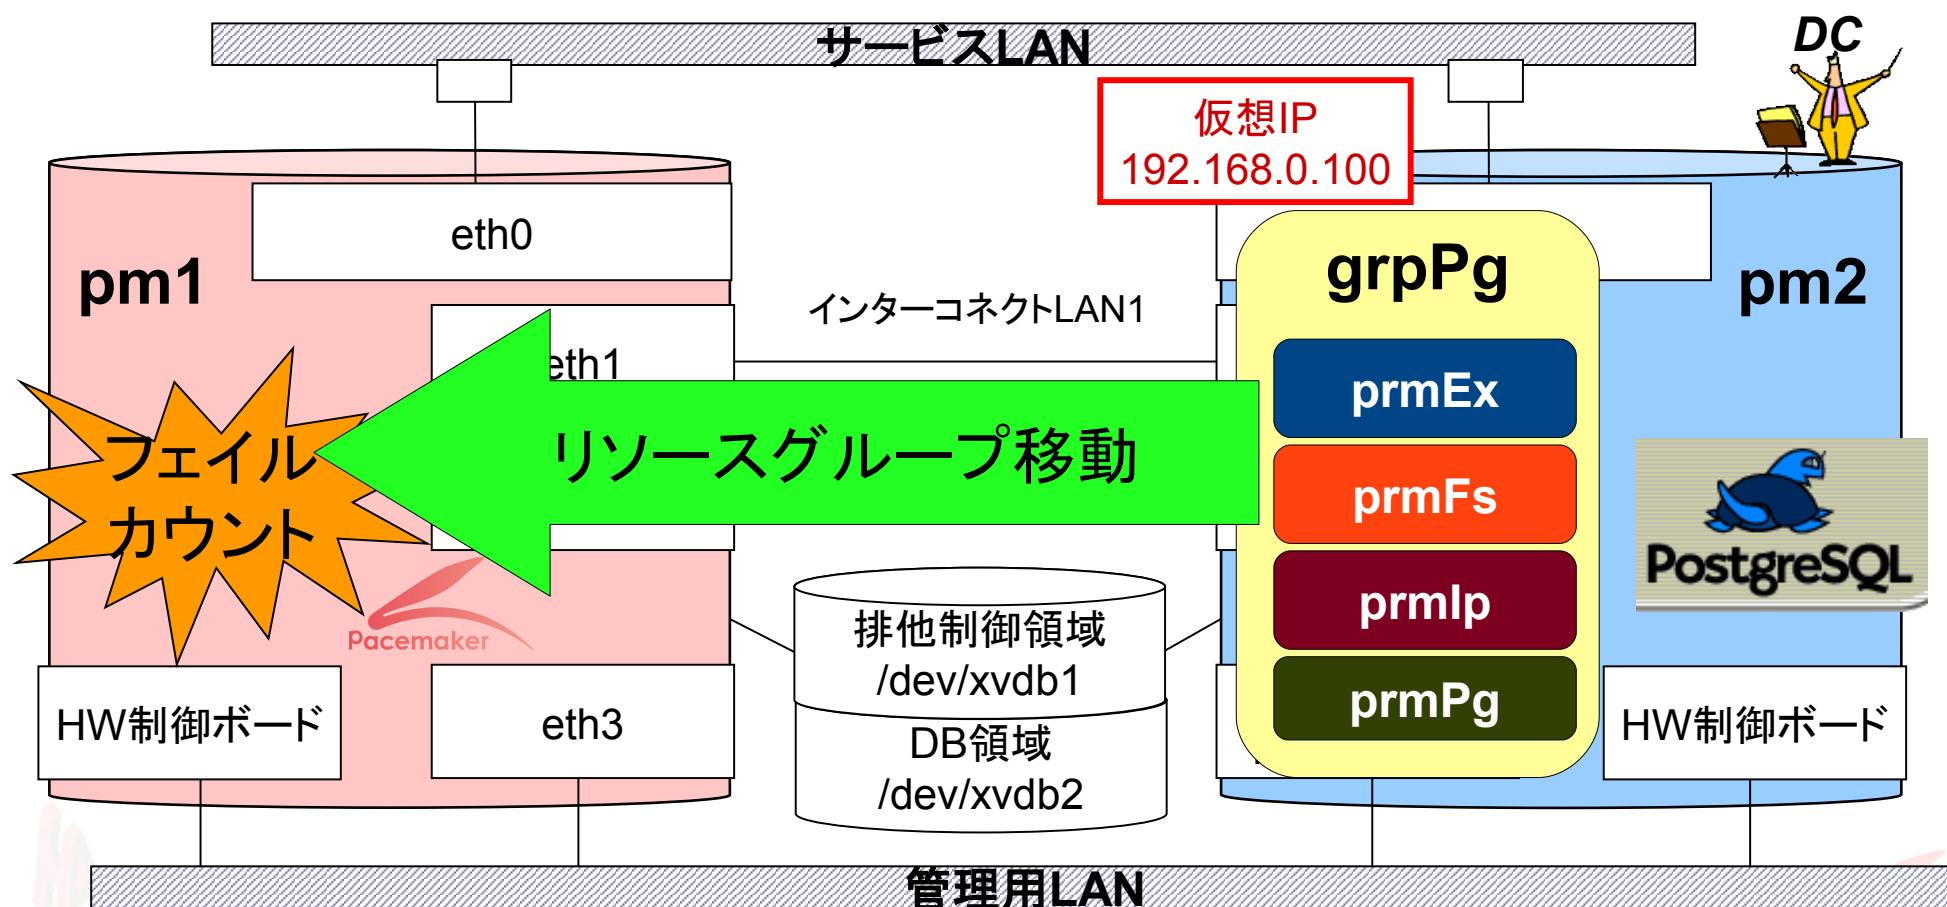 サービスLAN
DC
仮想IP
192.168.0.100
eth0
pm1
grpPg
pm2
インターコネクトLAN1
eth1
prmEx
リソースグループ移動
フェイル
カウント
prmFs
PostgreSQL
Pacemaker
排他制御領域
/dev/xvdb1
prmIp
HW制御ボード
eth3
DB領域
/dev/xvdb2
prmPg
HW制御ボード
管理用LAN